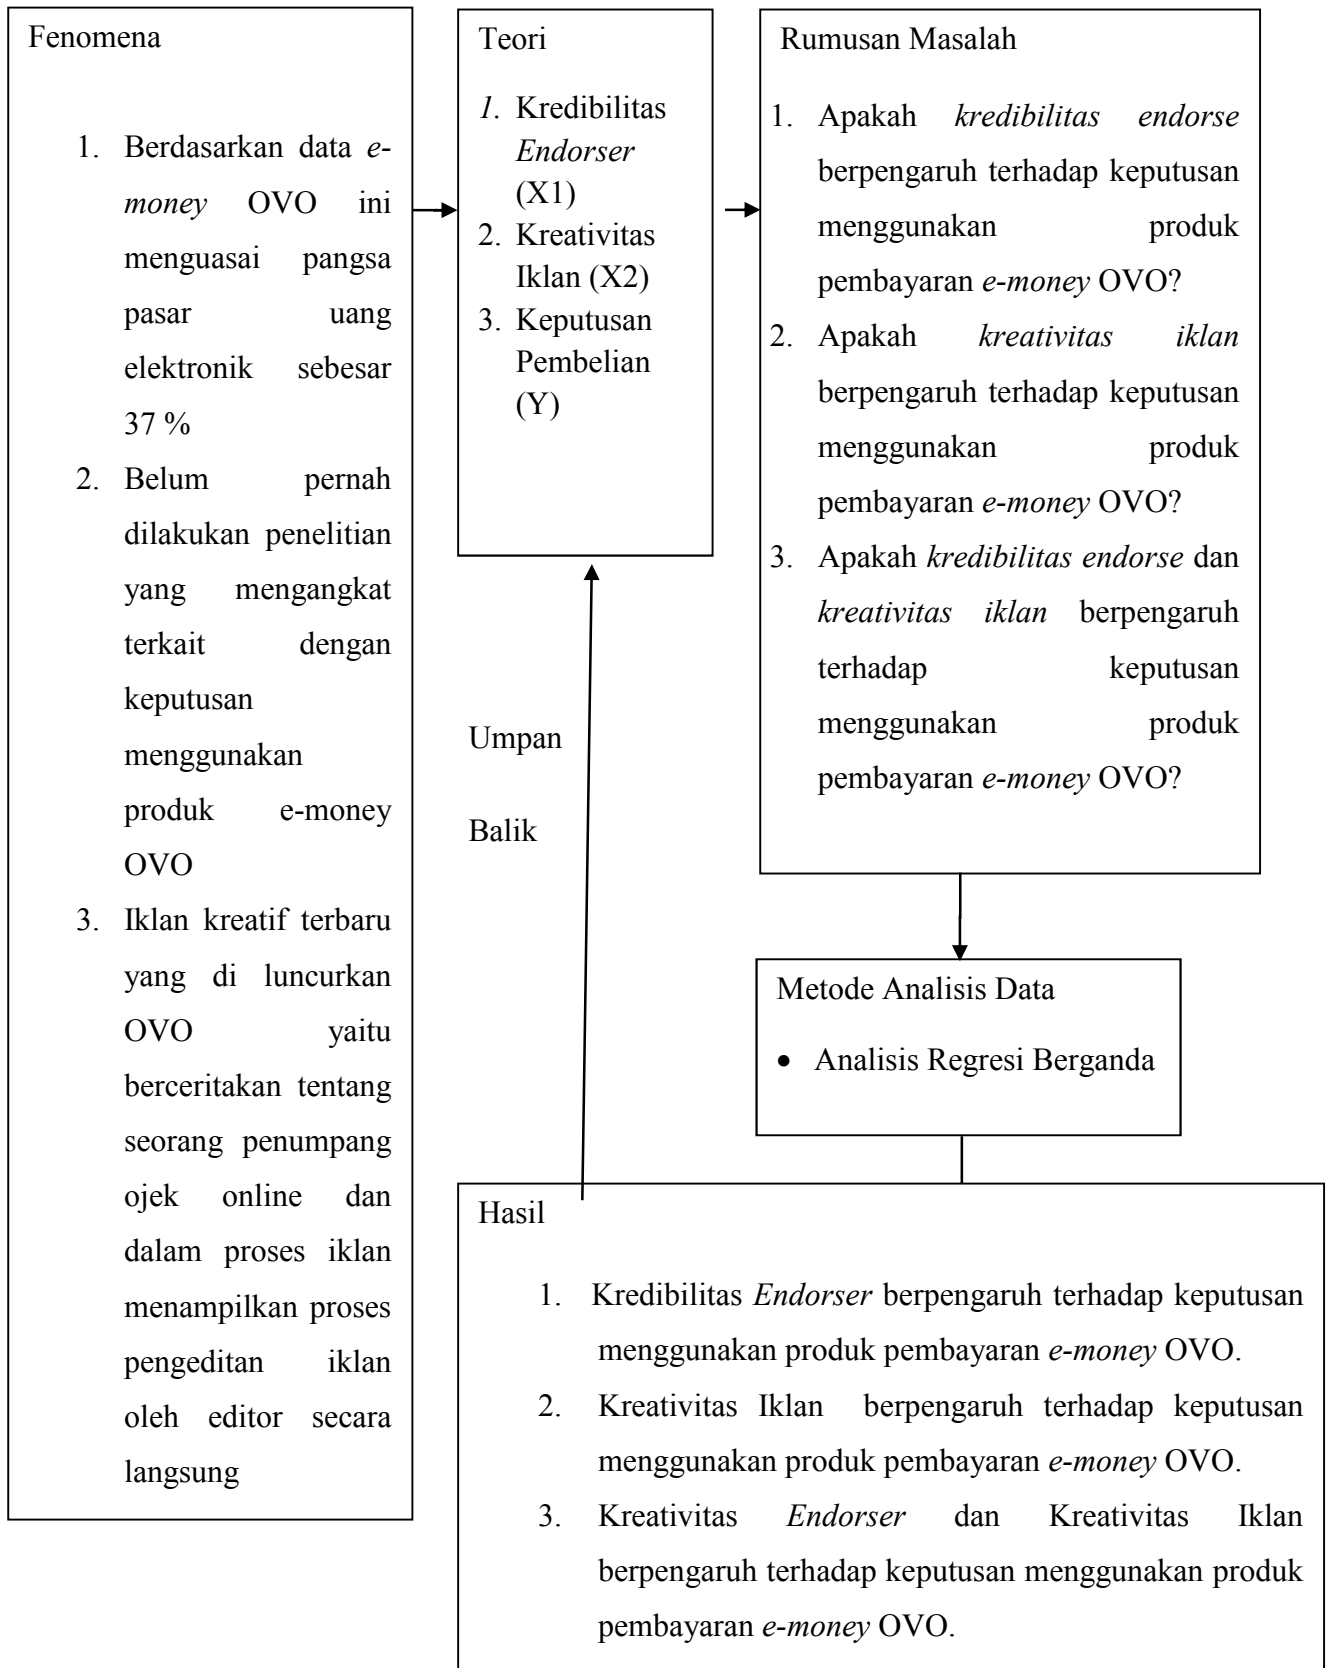 Fenomena
1. Berdasarkan data e-
money OVO ini
menguasai pangsa
pasar uang
elektronik sebesar
37 %
2. Belum pernah
dilakukan penelitian
yang mengangkat
terkait dengan
keputusan
menggunakan
produk e-money
OVO
3. Iklan kreatif terbaru
yang di luncurkan
OVO yaitu
berceritakan tentang
seorang penumpang
ojek online dan
dalam proses iklan
menampilkan proses
pengeditan iklan
oleh editor secara
langsung
Teori
1. Kredibilitas
Endorser
(X1)
2. Kreativitas
Iklan (X2)
3. Keputusan
Pembelian
(Y)
Rumusan Masalah
1. Apakah kredibilitas endorse
berpengaruh terhadap keputusan
menggunakan produk
pembayaran e-money OVO?
2. Apakah kreativitas iklan
berpengaruh terhadap keputusan
menggunakan produk
pembayaran e-money OVO?
3. Apakah kredibilitas endorse dan
kreativitas iklan berpengaruh
terhadap keputusan
menggunakan produk
pembayaran e-money OVO?
Umpan
Balik
Metode Analisis Data
• Analisis Regresi Berganda
Hasil
1. Kredibilitas Endorser berpengaruh terhadap keputusan
menggunakan produk pembayaran e-money OVO.
2. Kreativitas Iklan berpengaruh terhadap keputusan
menggunakan produk pembayaran e-money OVO.
3. Kreativitas Endorser dan Kreativitas Iklan
berpengaruh terhadap keputusan menggunakan produk
pembayaran e-money OVO.